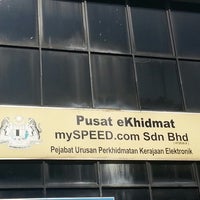 Pusat eKhidmat
mySPEED.com Sdn Bhd
Pejabat Urusan Perkhidmatan Kerajaan Elektronik